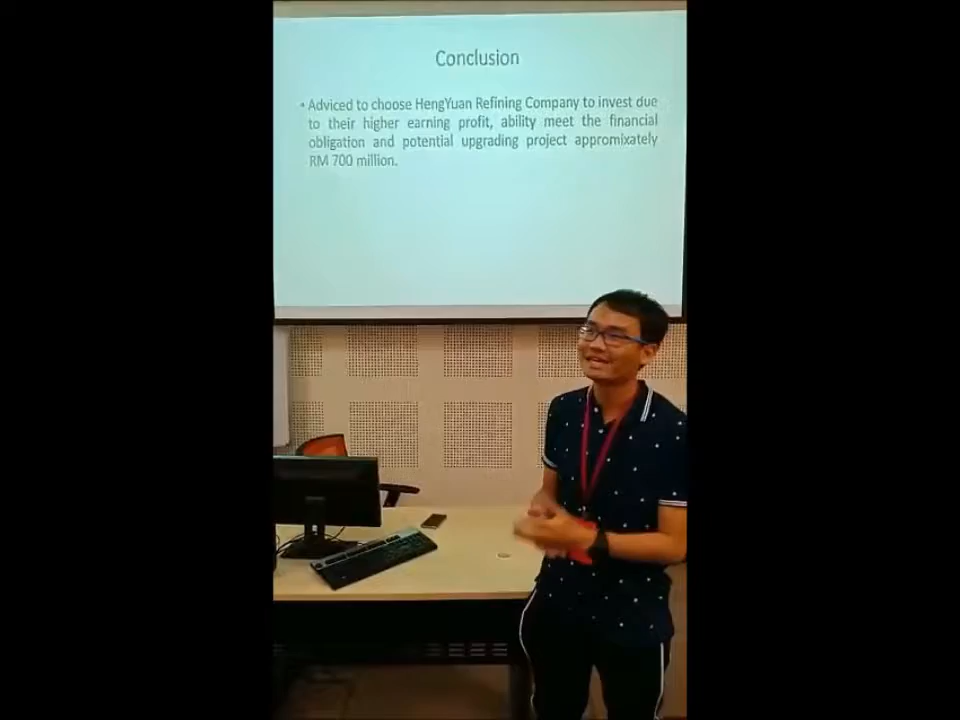 Conclusion
• Adviced to choose HengYuan Refining Company to invest due
to their higher earning profit, ability meet the financial
obligation and potential upgrading project appromixately
RM 700 million.